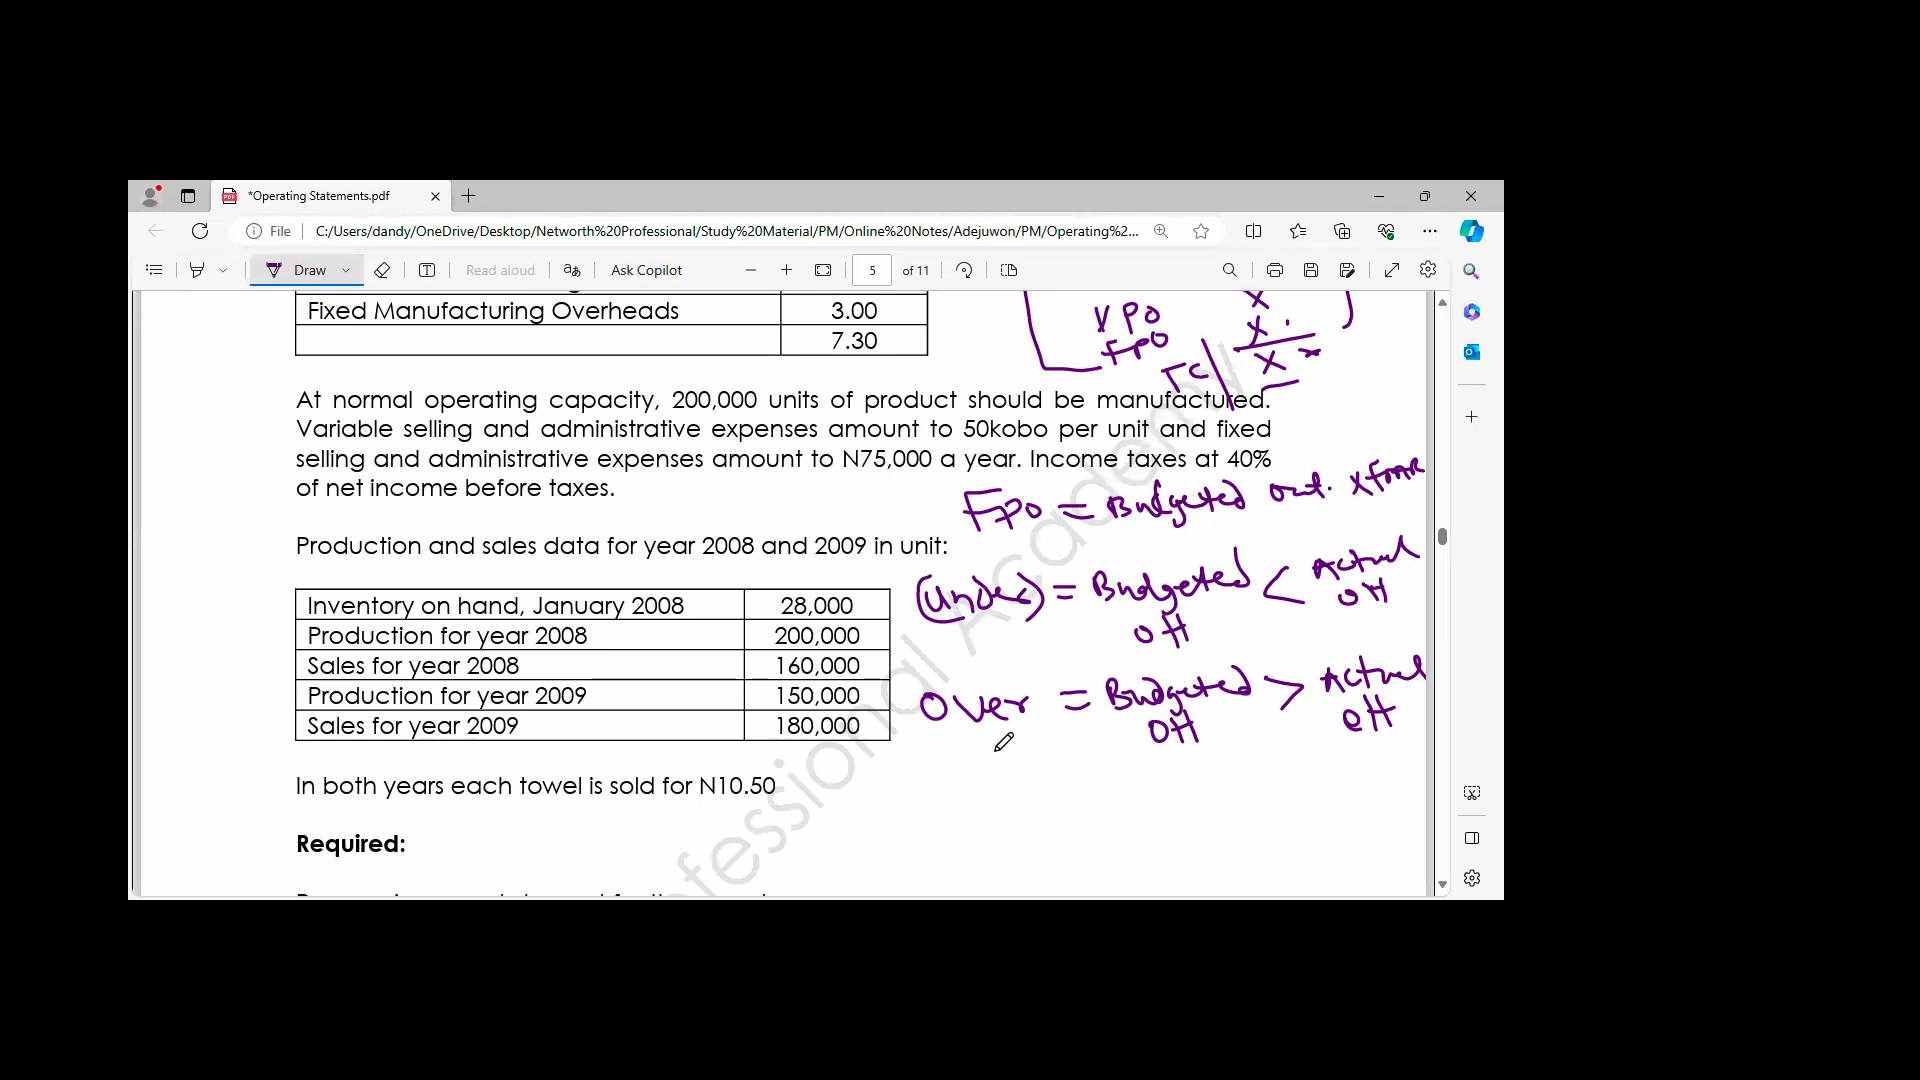 *Operating Statements.pdf
File
C:/Users/dandy/OneDrive/Desktop/Networth%20Professional/Study%20Material/PM/Online%20Notes/Adejuwon/PM/Operating%2...
Draw
Read aloud
Ask Copilot
5 of 11
Fixed Manufacturing Overheads 3.00
7.30
VPO X
FPO X
TC X
At normal operating capacity, 200,000 units of product should be manufactured.
Variable selling and administrative expenses amount to 50kobo per unit and fixed
selling and administrative expenses amount to N75,000 a year. Income taxes at 40%
of net income before taxes.
FPO = Budgeted out. X FOAR
Production and sales data for year 2008 and 2009 in unit:
(Under) = Budgeted OH < Actual OH
Inventory on hand, January 2008 28,000
Production for year 2008 200,000
Sales for year 2008 160,000
Production for year 2009 150,000
Sales for year 2009 180,000
Over = Budgeted OH > Actual OH
In both years each towel is sold for N10.50
Required:
ofessional Academy